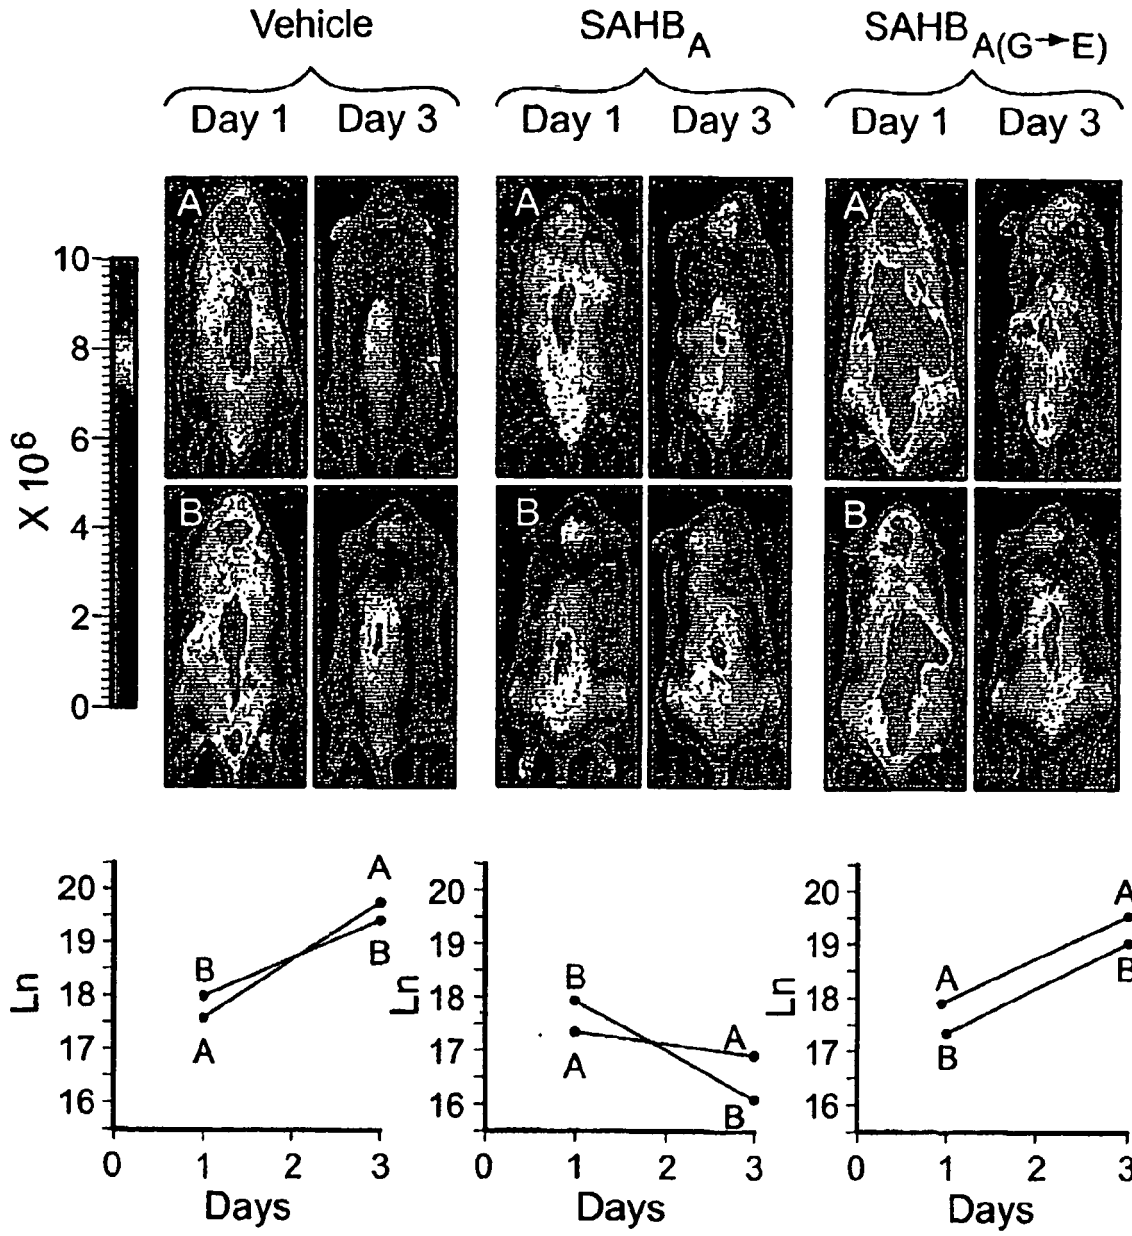 Vehicle SAHB A SAHB A(G→E)
Day 1 Day 3 Day 1 Day 3 Day 1 Day 3
A A A
10
8
6
X 10⁶
B B B
4
2
0
20 A 20 20 A
19 B 19 19 B
Ln 18 B Ln 18 B Ln 18 A
17 A 17 A A 17 B
16 16 B 16
0 1 2 3 0 1 2 3 0 1 2 3
Days Days Days